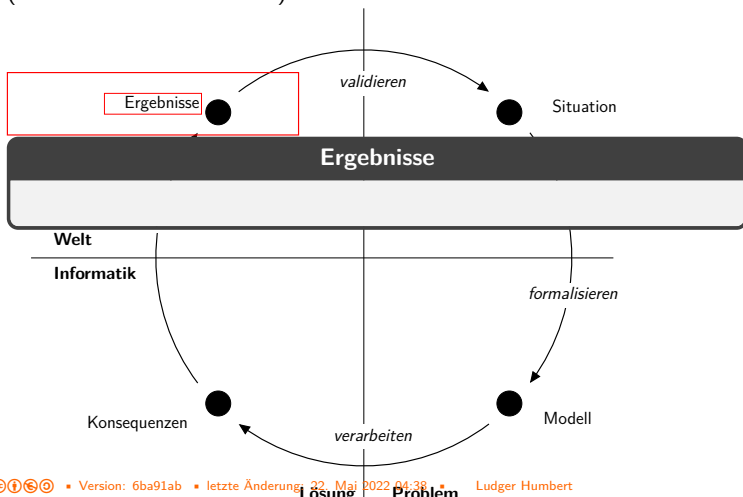 validieren
Ergebnisse
Situation
Ergebnisse
Welt
Informatik
formalisieren
Konsequenzen
Modell
verarbeiten
Version: 6ba91ab ▪ letzte Änderung: 22. Mai 2022 04:38 ▪ Ludger Humbert
Lösung Problem